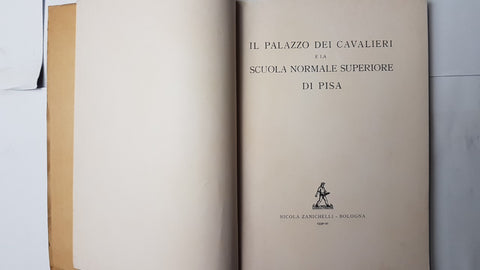 IL PALAZZO DEI CAVALIERI
E LA
SCUOLA NORMALE SUPERIORE
DI PISA
NICOLA ZANICHELLI - BOLOGNA